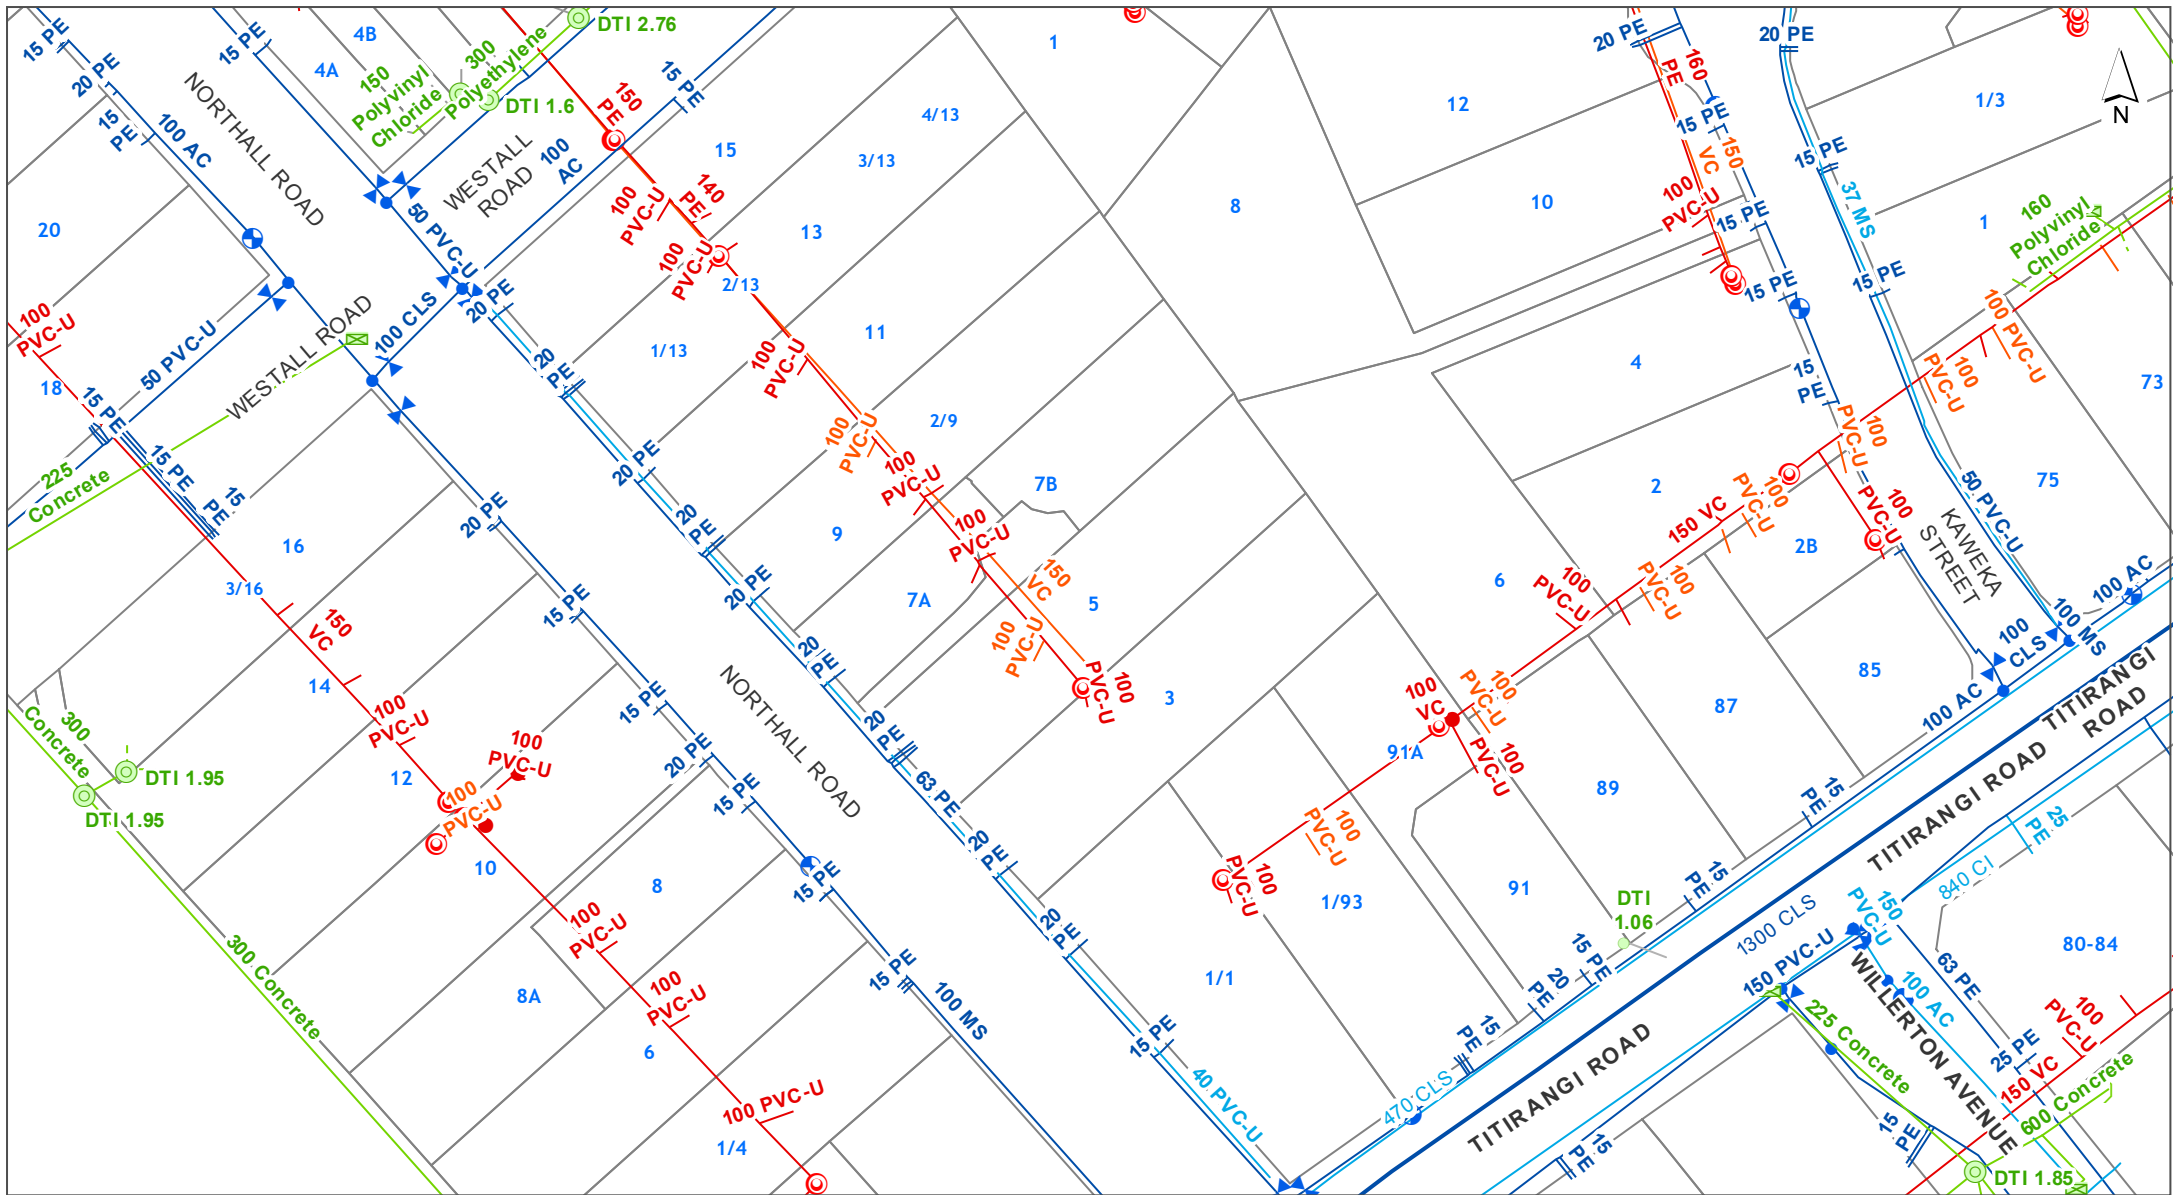 15 PE
20 PE
15
PE
100 AC
NORTHALL ROAD
15 PE
4B
4A
150
Polyvinyl
Chloride
300
Polyethylene
DTI 2.76
DTI 1.6
WESTALL
ROAD
100
AC
15 PE
150
PE
15
4/13
3/13
13
1
8
12
10
20 PE
160
PE
15 PE
150
VC
100
PVC-U
15 PE
15 PE
20 PE
15 PE
37 MS
15 PE
1/3
1
N
160
Polyvinyl
Chloride
20
100
PVC-U
18
50 PVC-U
WESTALL ROAD
100 CLS
50 PVC-U
20 PE
100
PVC-U
140
PE/
100
PVC-U
2/13
1/13
11
100
PVC-U
20
PE
100
PVC-U
2/9
100
PVC-U
9
7B
100
PVC-U
7A
150
VC
5
100
PVC-U
100
PVC-U
3
4
15
PE
2
100
PVC-U
100
PVC-U
100 PVC-U
73
75
100
PVC-U
150 VC
100
PVC-U
2B
50 PVC-U
KAWEKA
STREET
100 AC
100 MS
100
CLS
100 AC
6
100
PVC-U
100
PVC-U
85
87
89
100
PVC-U
100
VC
91A
100
PVC-U
91
1/93
100
PVC-U
100
PVC-U
1/1
15 PE
15 PE
15
PE
225
Concrete
16
3/16
20 PE
20 PE
20
PE
20 PE
15 PE
15 PE
150
VC
14
100
PVC-U
12
100
PVC-U
100
PVC-U
10
20 PE
15 PE
15 PE
NORTHALL ROAD
20
PE
20
PE
63 PE
20
PE
20
PE
15 PE
40 PVC-U
300
Concrete
DTI 1.95
DTI 1.95
300 Concrete
8
8A
100
PVC-U
100
PVC-U
6
100 PVC-U
1/4
15 PE
100 MS
TITIRANGI
ROAD
TITIRANGI ROAD
TITIRANGI ROAD
15
PE
15
PE
DTI
1.06
15 PE
20
PE
15
PE
470 CLS
1300 CLS
840 CI
25
PE
150
PVC-U
150 PVC-U
63 PE
80-84
WILLERTON AVENUE
100 AC
225 Concrete
25 PE
100
PVC-U
150 VC
600 Concrete
15
PE
15
PE
DTI 1.85